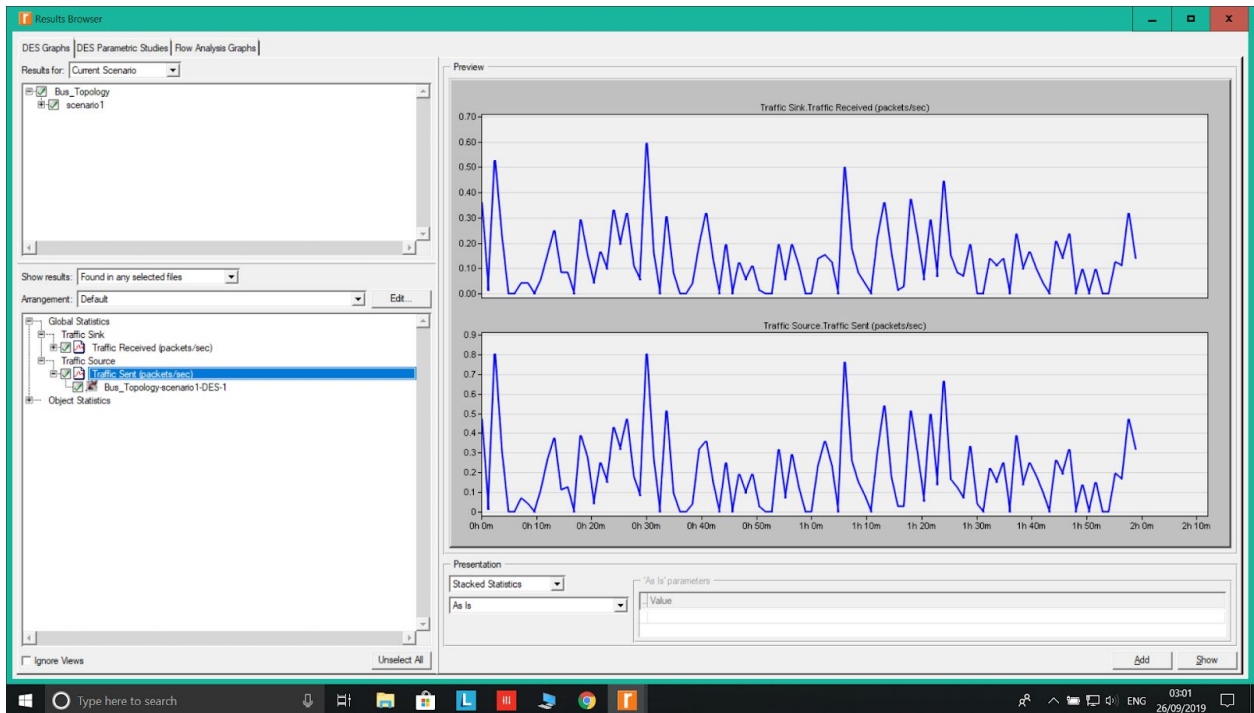 Results Browser
DES Graphs DES Parametric Studies Flow Analysis Graphs
Results for: Current Scenario
Bus_Topology
scenario1
Show results: Found in any selected files
Arrangement: Default Edit...
Global Statistics
Traffic Sink
Traffic Received (packets/sec)
Traffic Source
Traffic Sent (packets/sec)
Bus_Topology-scenario1-DES-1
Object Statistics
Ignore Views Unselect All
Preview
Traffic Sink.Traffic Received (packets/sec)
0.70
0.60
0.50
0.40
0.30
0.20
0.10
0.00
Traffic Source.Traffic Sent (packets/sec)
0.9
0.8
0.7
0.6
0.5
0.4
0.3
0.2
0.1
0
0h 0m 0h 10m 0h 20m 0h 30m 0h 40m 0h 50m 1h 0m 1h 10m 1h 20m 1h 30m 1h 40m 1h 50m 2h 0m 2h 10m
Presentation
Stacked Statistics
As Is
'As Is' parameters
... Value
Add Show
Type here to search
L
ENG
03:01
26/09/2019